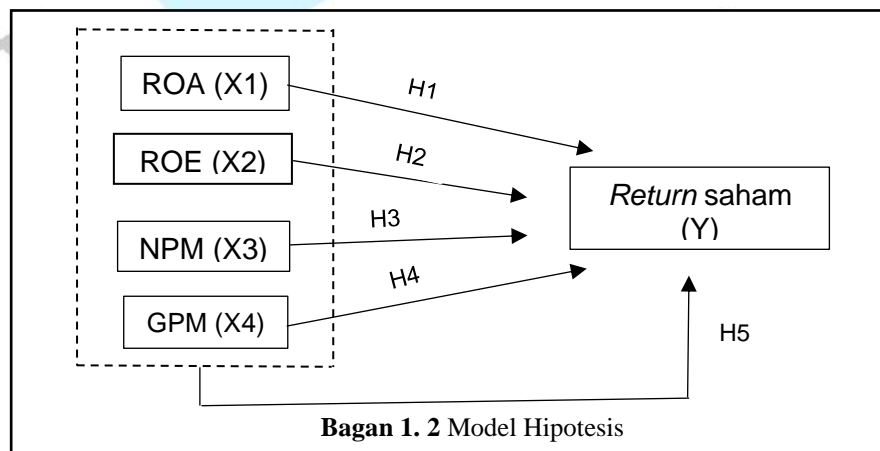 ROA (X1)
H1
ROE (X2)
H2
Return saham
(Y)
NPM (X3)
H3
GPM (X4)
H4
H5
Bagan 1. 2 Model Hipotesis